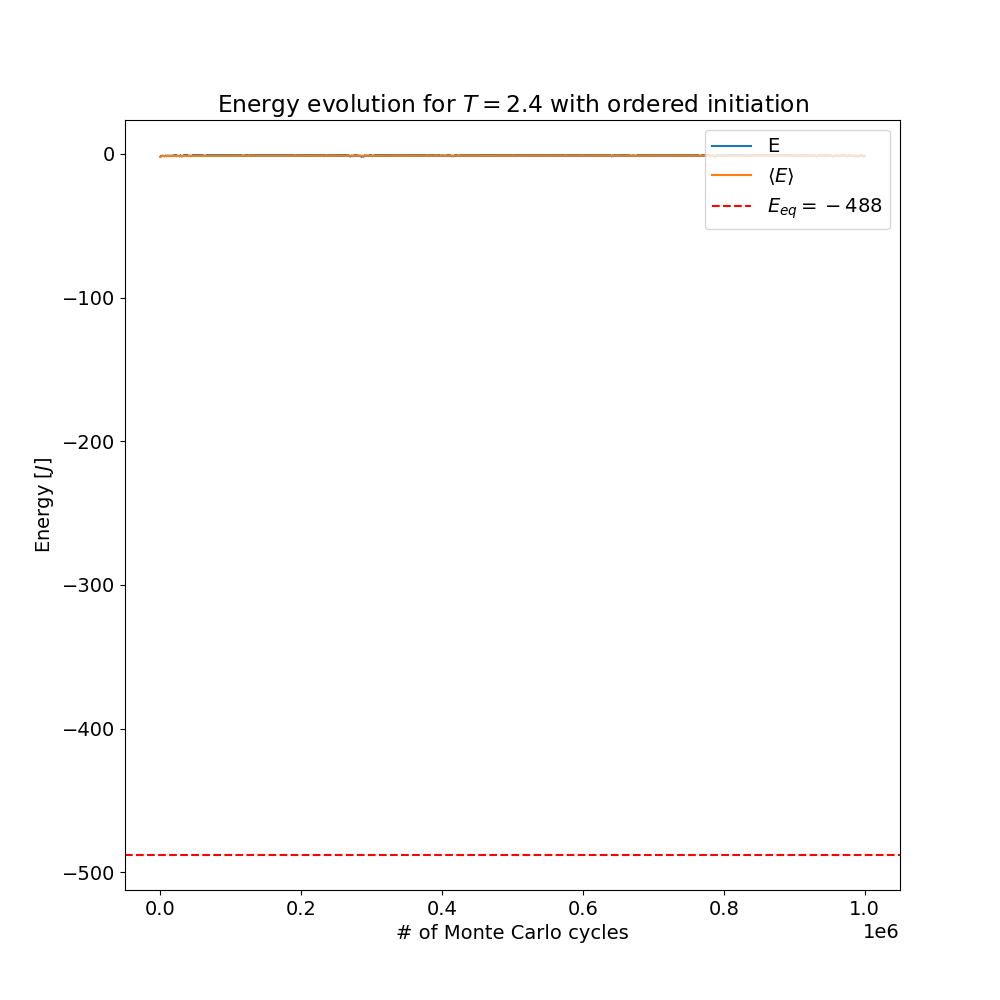 Energy evolution for T = 2.4 with ordered initiation
E
⟨E⟩
E_eq = −488
0
−100
−200
−300
−400
−500
Energy [J]
0.0 0.2 0.4 0.6 0.8 1.0
1e6
# of Monte Carlo cycles